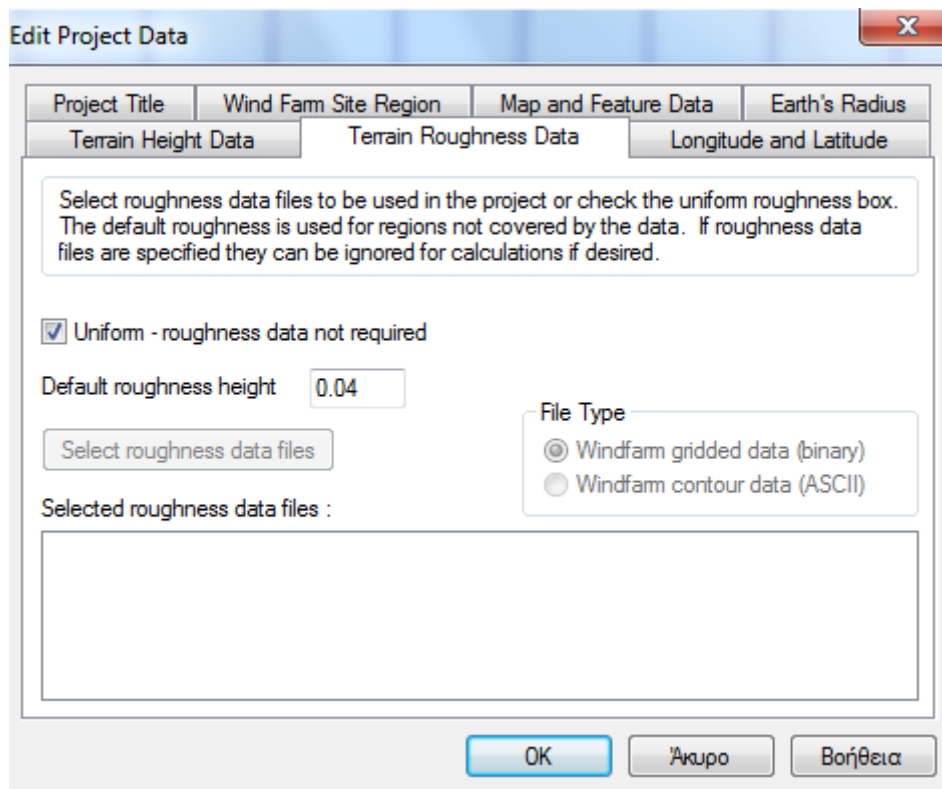 Edit Project Data
Project Title
Wind Farm Site Region
Map and Feature Data
Earth's Radius
Terrain Height Data
Terrain Roughness Data
Longitude and Latitude
Select roughness data files to be used in the project or check the uniform roughness box.
The default roughness is used for regions not covered by the data.  If roughness data
files are specified they can be ignored for calculations if desired.
Uniform - roughness data not required
Default roughness height
0.04
File Type
Select roughness data files
Windfarm gridded data (binary)
Windfarm contour data (ASCII)
Selected roughness data files :
OK
Άκυρο
Βοήθεια